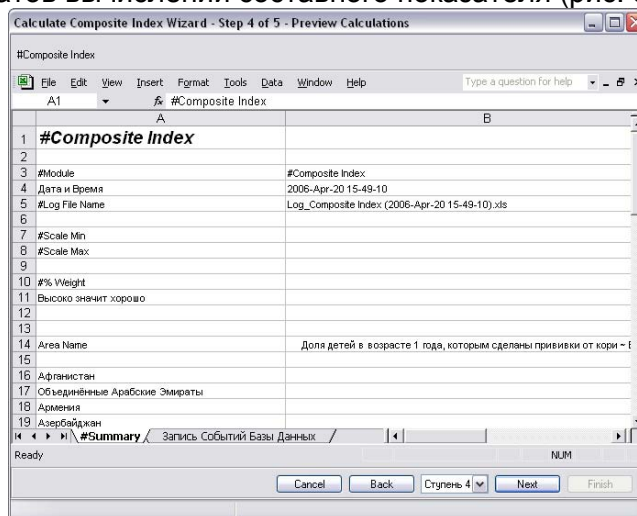 вычислений составного показателя (рис.
Calculate Composite Index Wizard - Step 4 of 5 - Preview Calculations
#Composite Index
File Edit View Insert Format Tools Data Window Help Type a question for help
A1 fx #Composite Index
A B
1 #Composite Index
2
3 #Module #Composite Index
4 Дата и Время 2006-Apr-20 15-49-10
5 #Log File Name Log_Composite Index (2006-Apr-20 15-49-10).xls
6
7 #Scale Min
8 #Scale Max
9
10 #% Weight
11 Высоко значит хорошо
12
13
14 Area Name Доля детей в возрасте 1 года, которым сделаны прививки от кори ~
15
16 Афганистан
17 Объединённые Арабские Эмираты
18 Армения
19 Азербайджан
#Summary Запись Событий Базы Данных
Ready NUM
Cancel Back Ступень 4 Next Finish